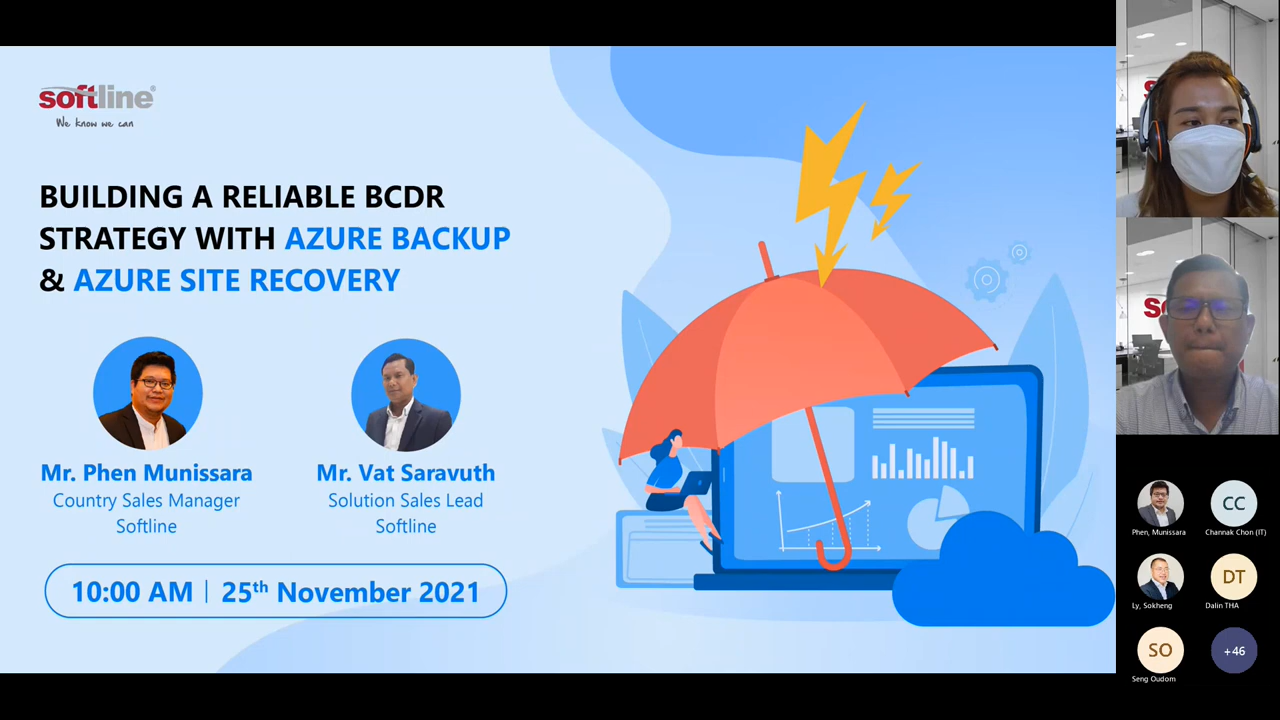 softline®
We know we can
BUILDING A RELIABLE BCDR
STRATEGY WITH AZURE BACKUP
& AZURE SITE RECOVERY
Mr. Phen Munissara
Country Sales Manager
Softline
Mr. Vat Saravuth
Solution Sales Lead
Softline
10:00 AM | 25th November 2021
S
So
Phen, Munissara
CC
Channak Chon (IT)
Ly, Sokheng
DT
Dalin THA
SO
Seng Oudom
+46